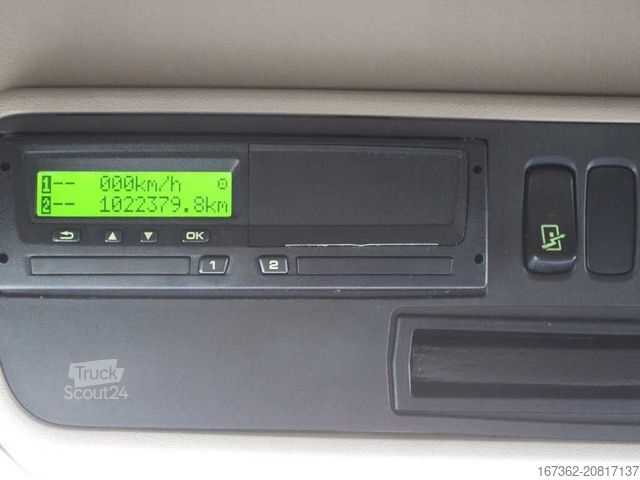 1 -- 000km/h
2 -- 1022379.8km
OK
1 2
Truck
Scout24
167362-20817137